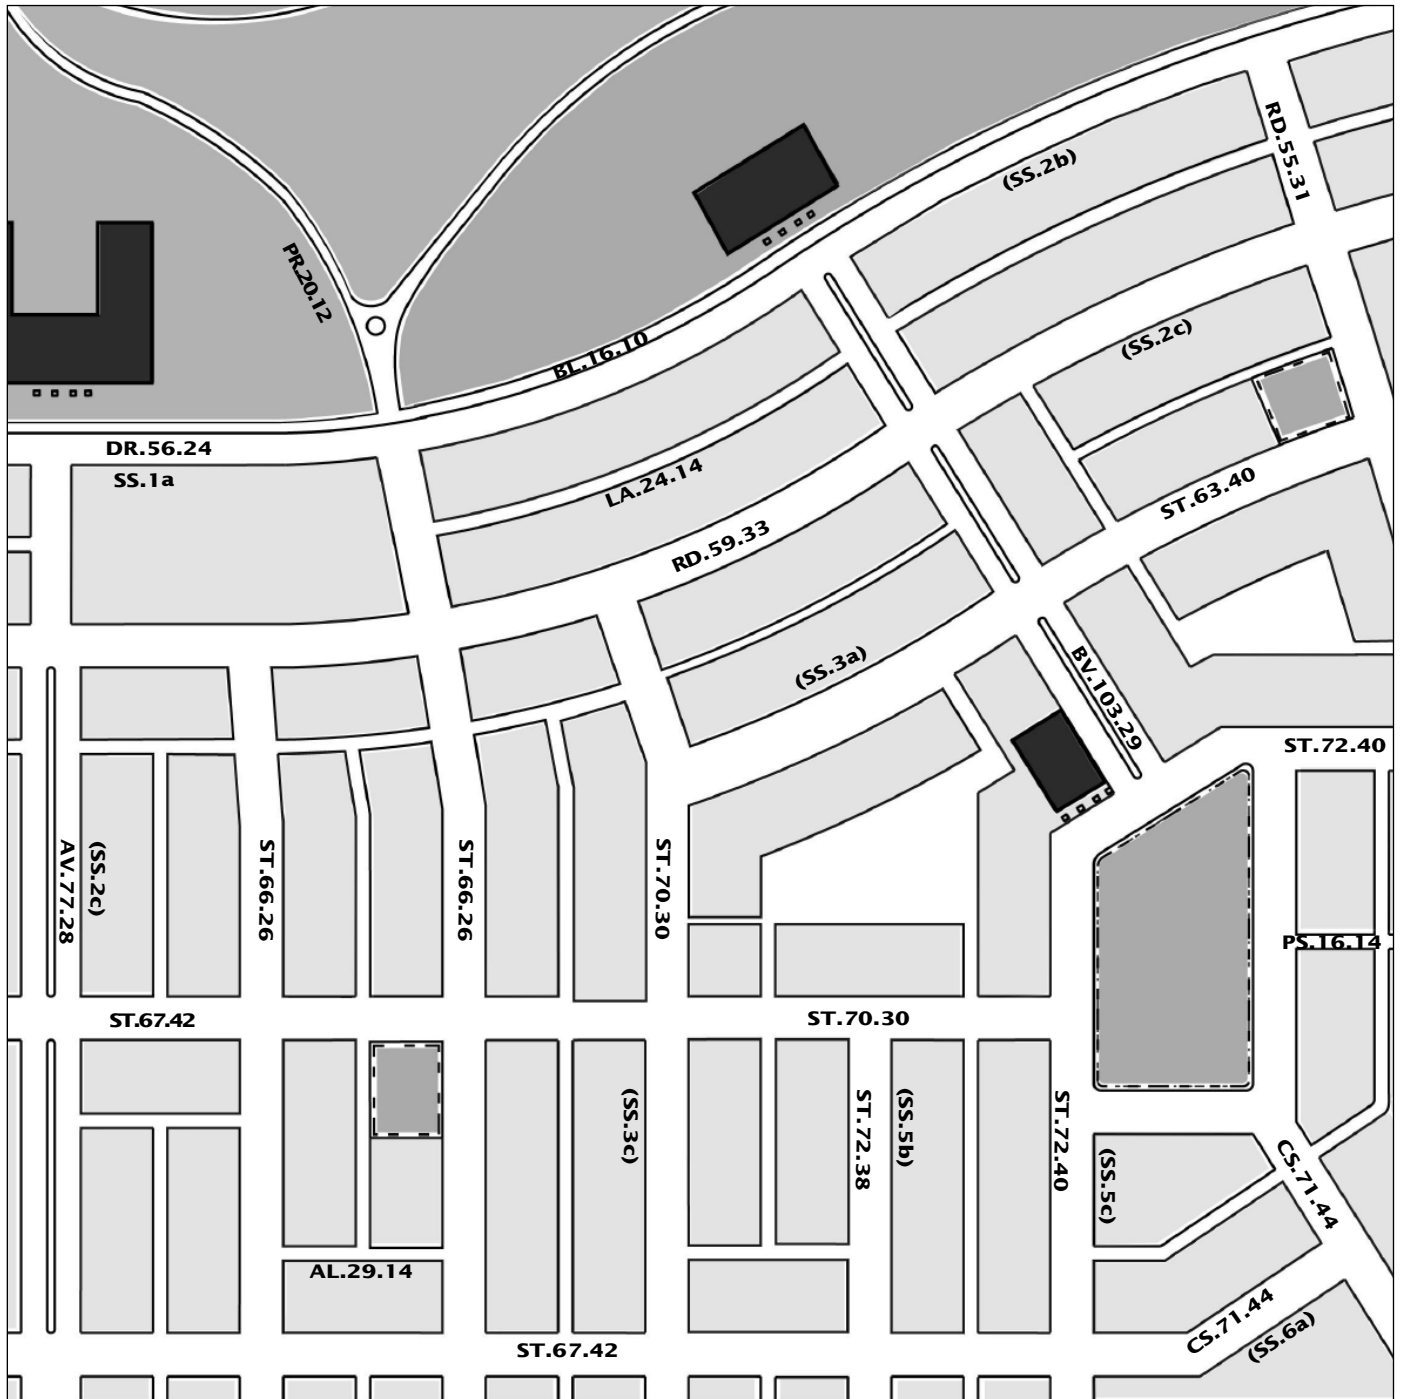 RD.55.31
(SS.2b)
PR.20.12
BL.16.10
(SS.2c)
DR.56.24
SS.1a
LA.24.14
ST.63.40
RD.59.33
(SS.3a)
BV.103.29
ST.72.40
AV.77.28
(SS.2c)
ST.66.26
ST.66.26
ST.70.30
PS.16.14
ST.67.42
ST.70.30
(SS.3c)
ST.72.38
(SS.5b)
ST.72.40
(SS.5c)
CS.71.44
AL.29.14
CS.71.44
(SS.6a)
ST.67.42